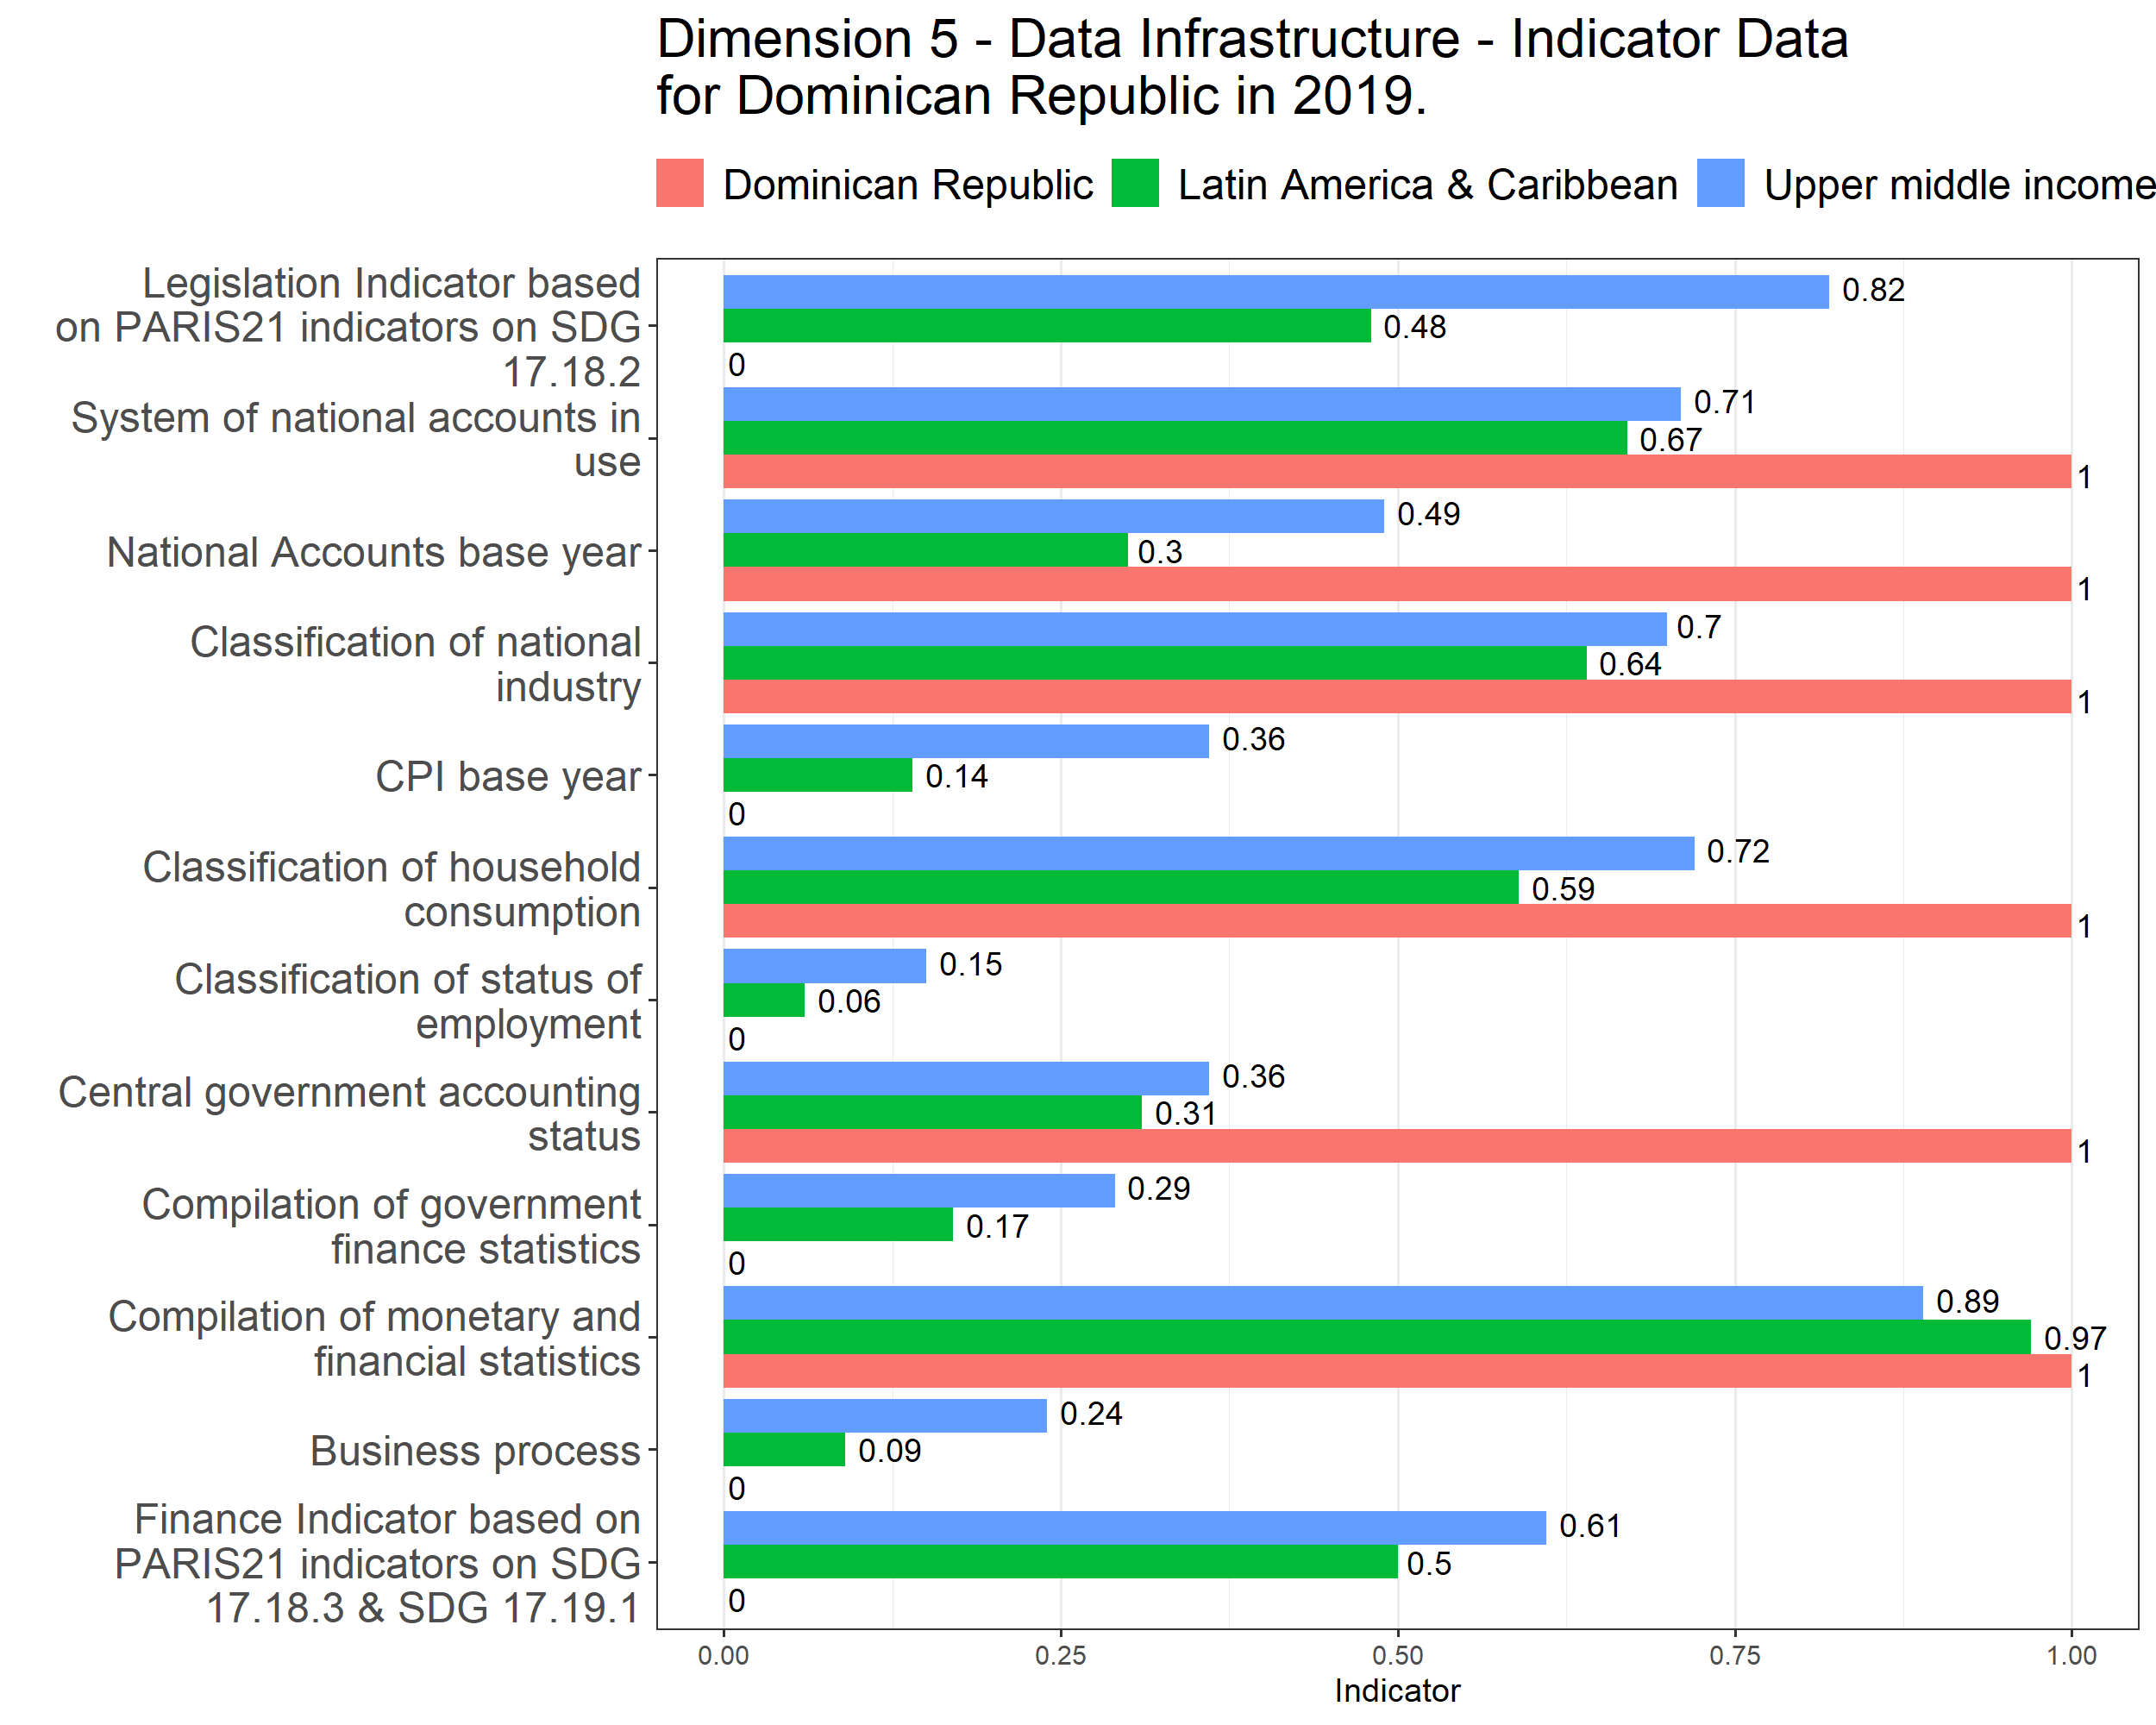 Dimension 5 - Data Infrastructure - Indicator Data
for Dominican Republic in 2019.
Dominican Republic Latin America & Caribbean Upper middle income
Legislation Indicator based
on PARIS21 indicators on SDG
17.18.2
0.82
0.48
0
System of national accounts in
use
0.71
0.67
1
National Accounts base year
0.49
0.3
1
Classification of national
industry
0.7
0.64
1
CPI base year
0.36
0.14
0
Classification of household
consumption
0.72
0.59
1
Classification of status of
employment
0.15
0.06
0
Central government accounting
status
0.36
0.31
1
Compilation of government
finance statistics
0.29
0.17
0
Compilation of monetary and
financial statistics
0.89
0.97
1
Business process
0.24
0.09
0
Finance Indicator based on
PARIS21 indicators on SDG
17.18.3 & SDG 17.19.1
0.61
0.5
0
0.00 0.25 0.50 0.75 1.00
Indicator